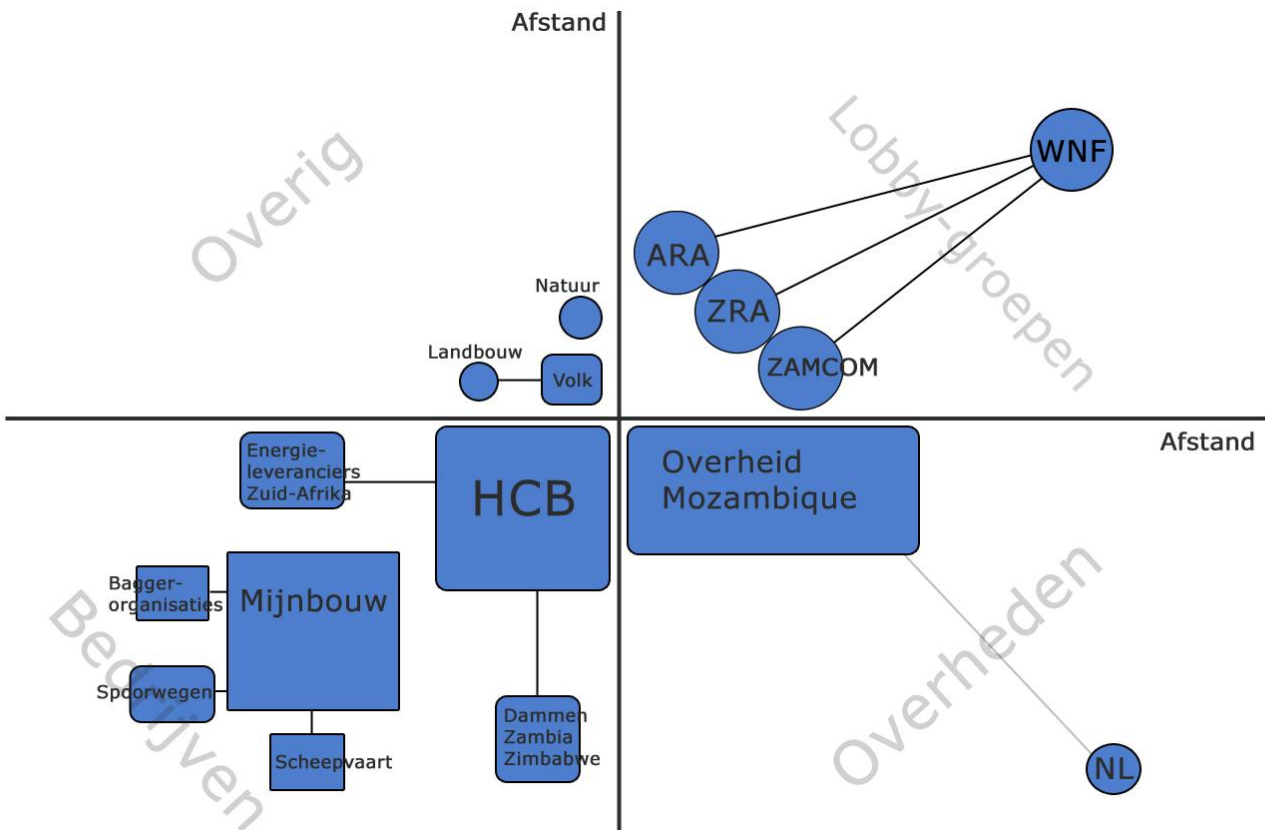 Afstand
Overig
Lobby-groepen
WNF
ARA
ZRA
ZAMCOM
Natuur
Landbouw
Volk
Afstand
Energie-
leveranciers
Zuid-Afrika
HCB
Overheid
Mozambique
Bagger-
organisaties
Mijnbouw
Spoorwegen
Scheepvaart
Dammen
Zambia
Zimbabwe
Bedrijven
Overheden
NL